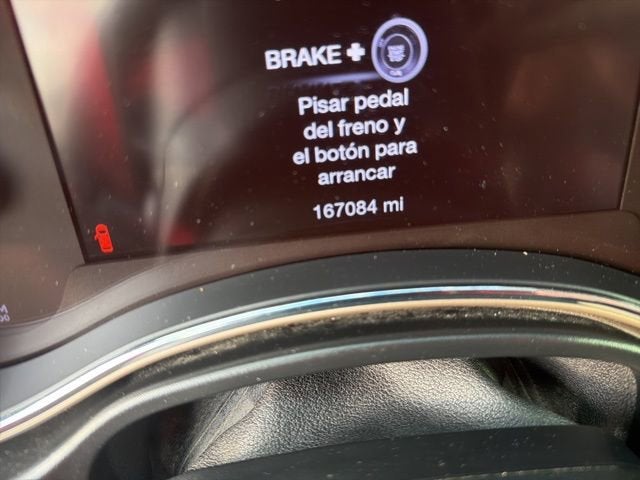 BRAKE +
Pisar pedal
del freno y
el botón para
arrancar
167084 mi